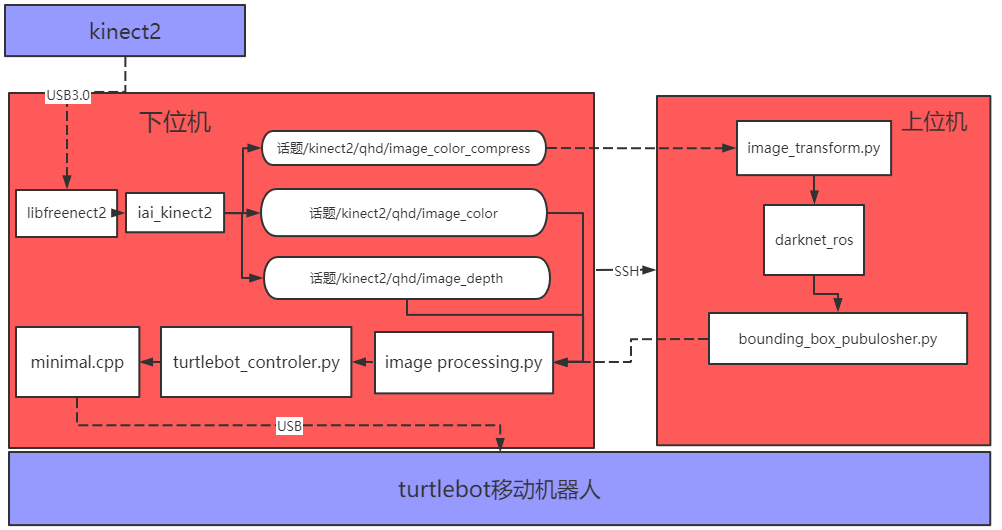 kinect2
USB3.0
下位机
话题/kinect2/qhd/image_color_compress
libfreenect2
iai_kinect2
话题/kinect2/qhd/image_color
话题/kinect2/qhd/image_depth
minimal.cpp
turtlebot_controler.py
image processing.py
USB
SSH
上位机
image_transform.py
darknet_ros
bounding_box_pubulosher.py
turtlebot移动机器人